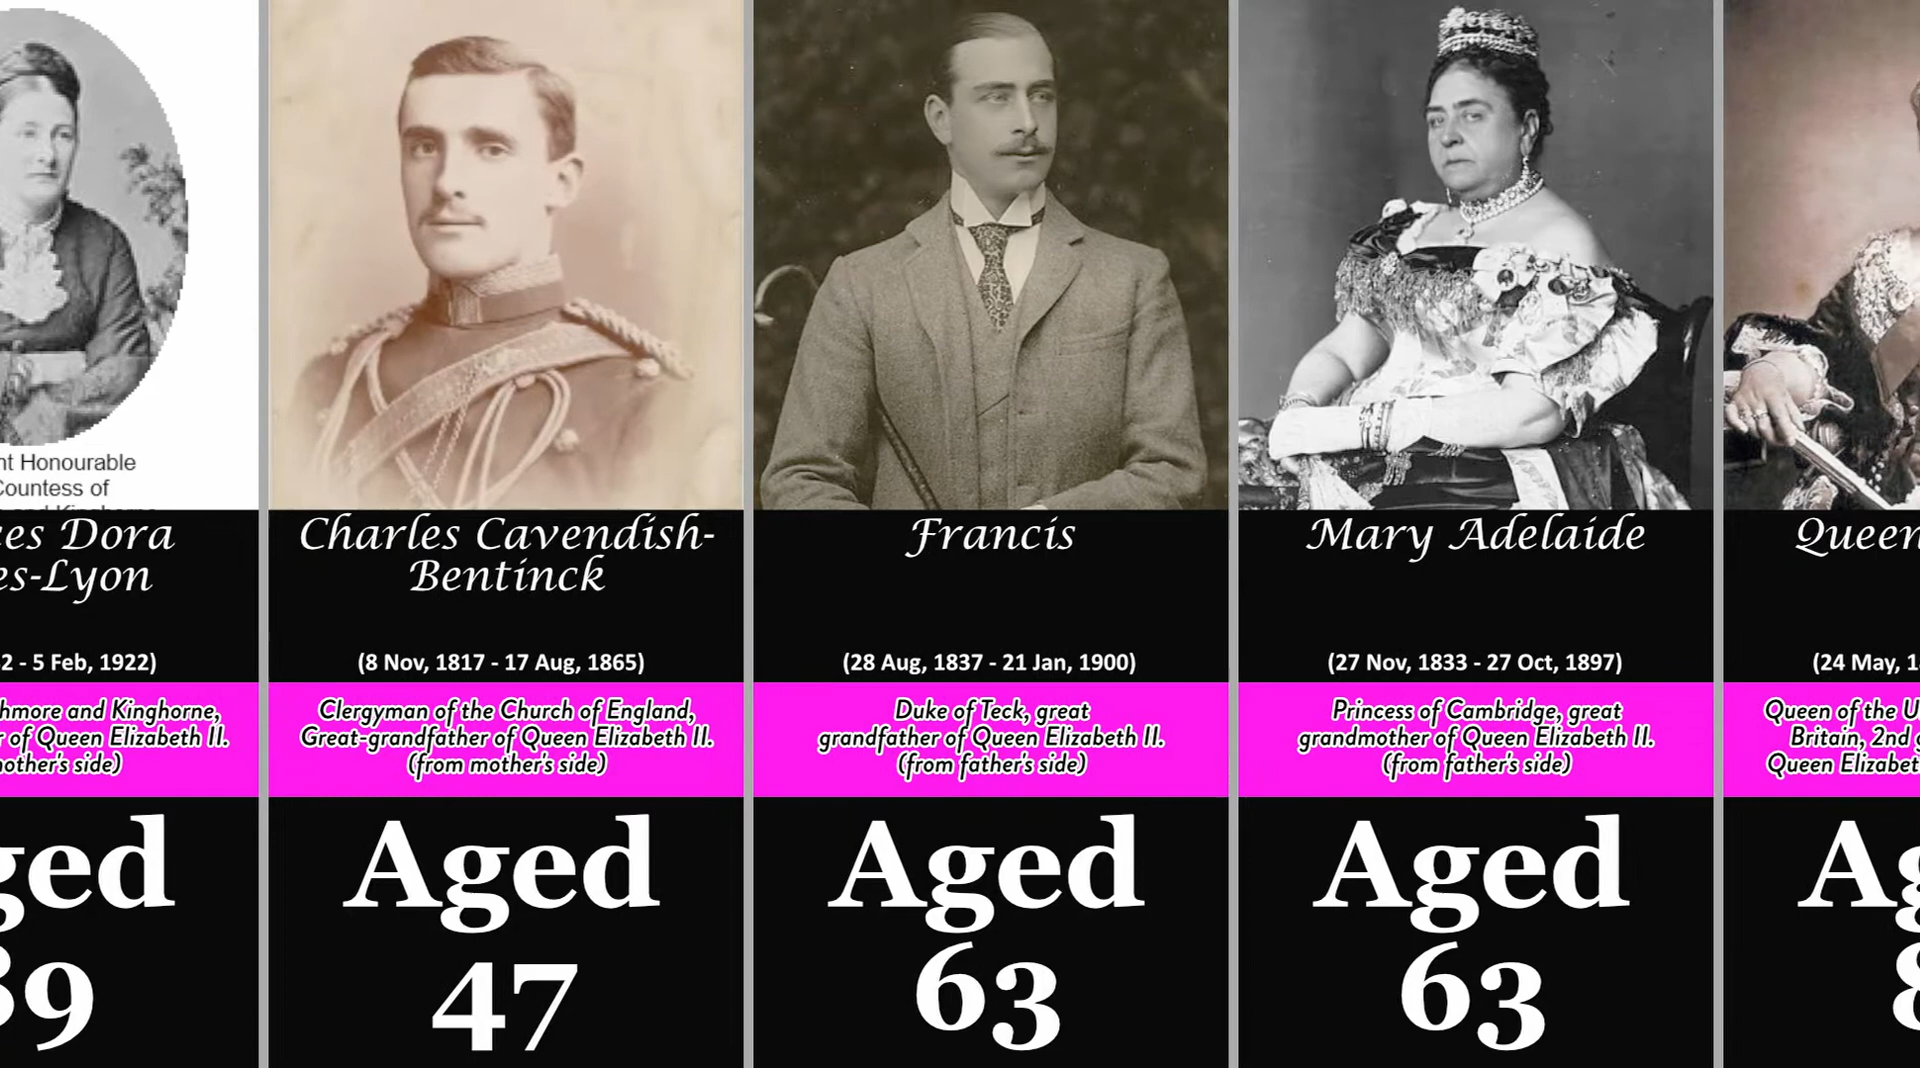 nt Honourable
Countess of
es Dora
es-Lyon
2 - 5 Feb, 1922)
hmore and Kinghorne,
r of Queen Elizabeth II.
other's side)
ged
39
Charles Cavendish-
Bentinck
(8 Nov, 1817 - 17 Aug, 1865)
Clergyman of the Church of England,
Great-grandfather of Queen Elizabeth II.
(from mother's side)
Aged
47
Francis
(28 Aug, 1837 - 21 Jan, 1900)
Duke of Teck, great
grandfather of Queen Elizabeth II.
(from father's side)
Aged
63
Mary Adelaide
(27 Nov, 1833 - 27 Oct, 1897)
Princess of Cambridge, great
grandmother of Queen Elizabeth II.
(from father's side)
Aged
63
Queen
(24 May, 1
Queen of the U
Britain, 2nd g
Queen Elizabet
Ag
8